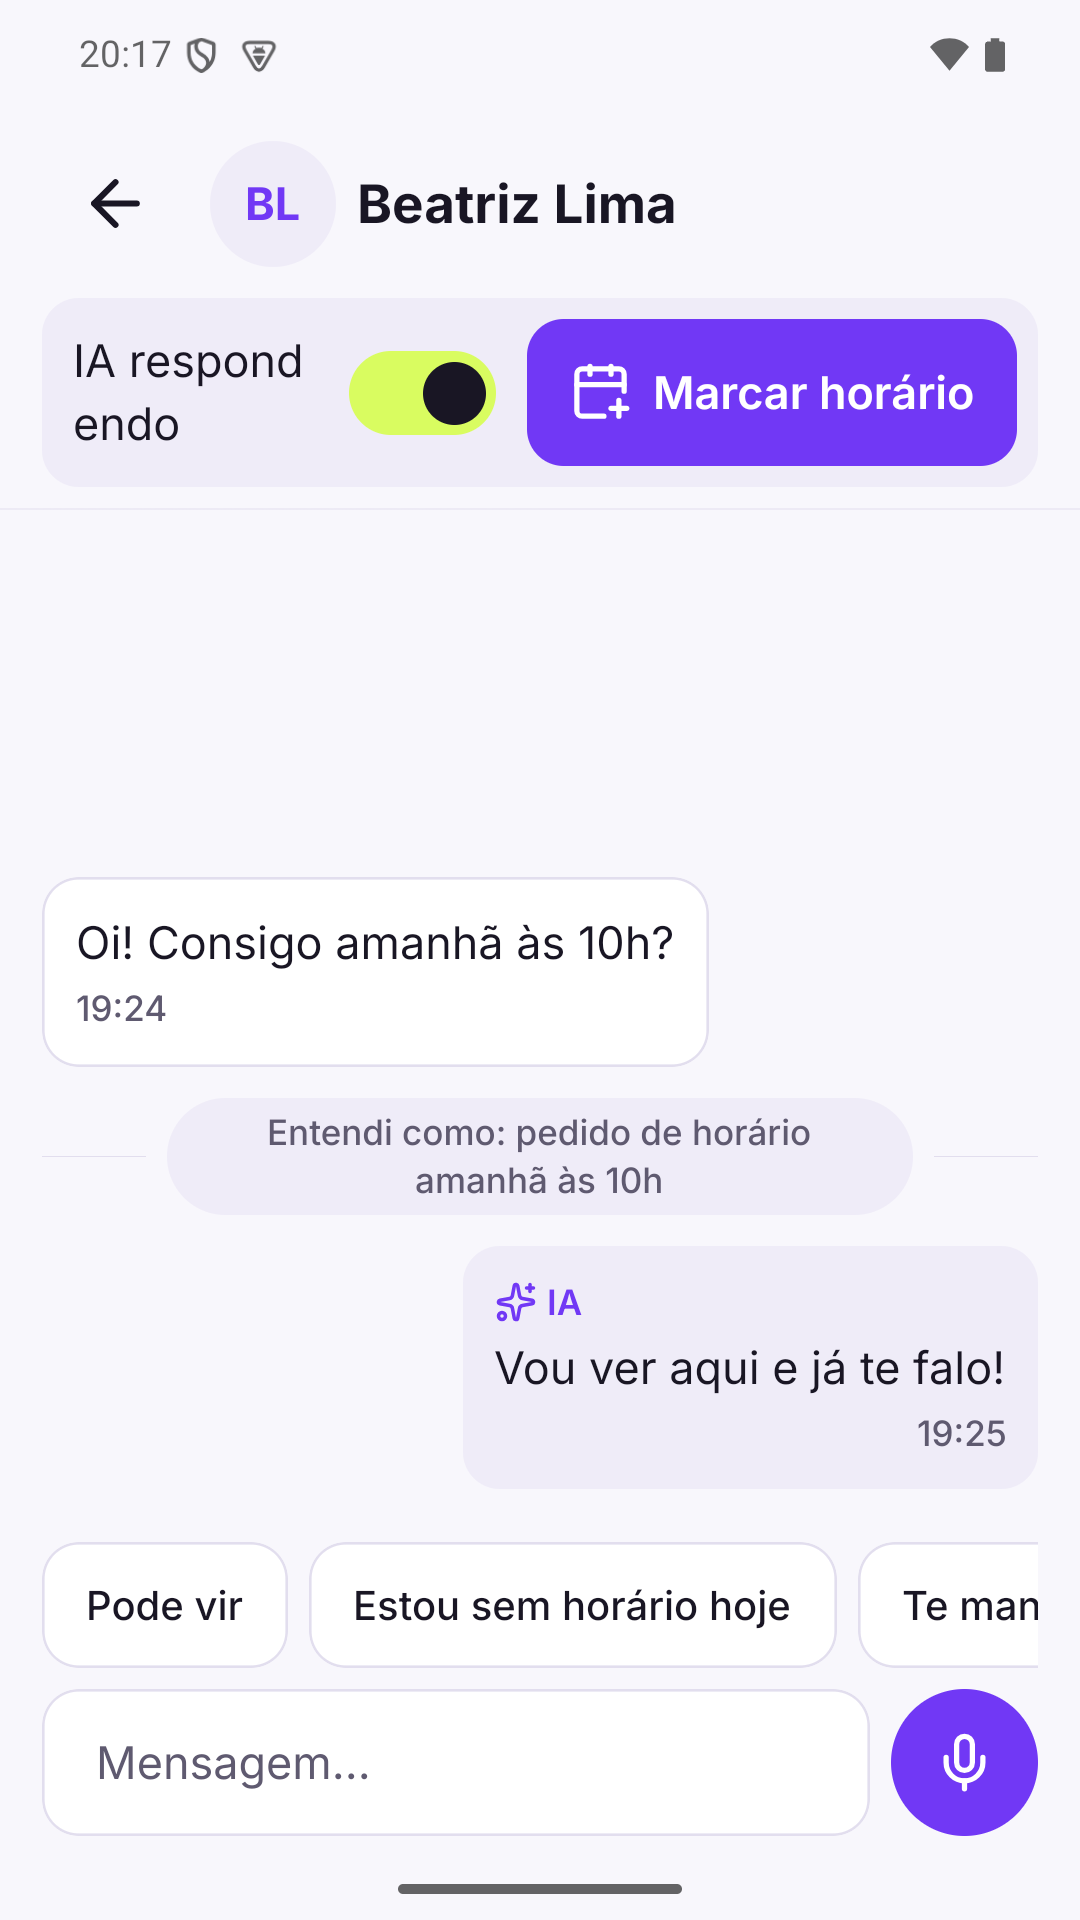 20:17
BL
Beatriz Lima
IA respond
endo
Marcar horário
Oi! Consigo amanhã às 10h?
19:24
Entendi como: pedido de horário
amanhã às 10h
IA
Vou ver aqui e já te falo!
19:25
Pode vir
Estou sem horário hoje
Te man
Mensagem...